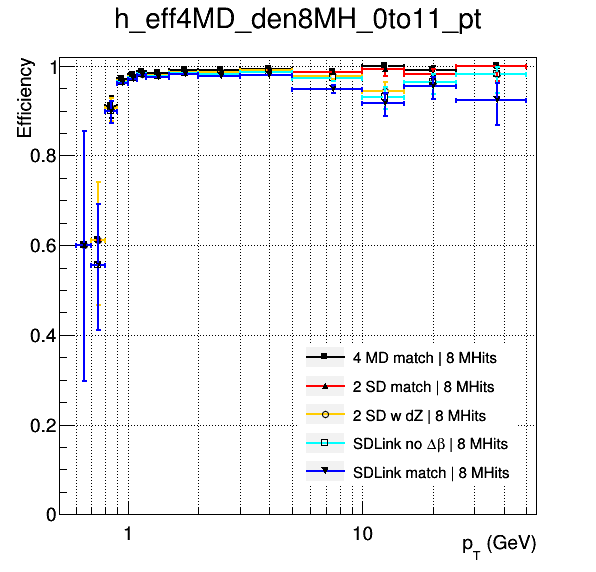 h_eff4MD_den8MH_0to11_pt
Efficiency
1
0.8
0.6
0.4
0.2
0
4 MD match | 8 MHits
2 SD match | 8 MHits
2 SD w dZ | 8 MHits
SDLink no Δβ | 8 MHits
SDLink match | 8 MHits
1
10
p_T (GeV)